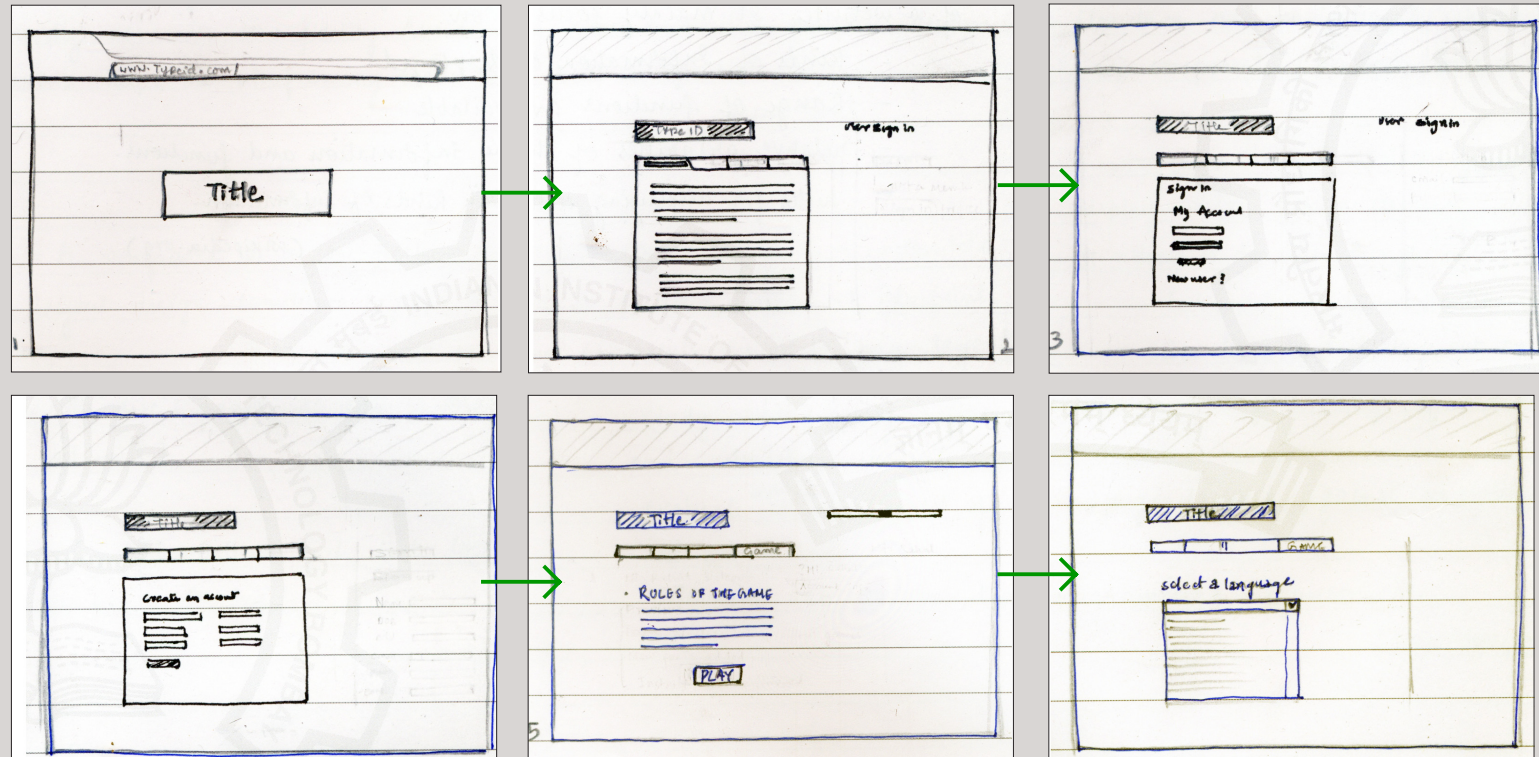 www.Typeid.com/
Title
1
TYPE ID
User Sign In
2
Title
User Sign In
Sign In
My Account
New user?
3
Title
Create an account
Title
Game
RULES OF THE GAME
PLAY
5
Title
GAME
select a language